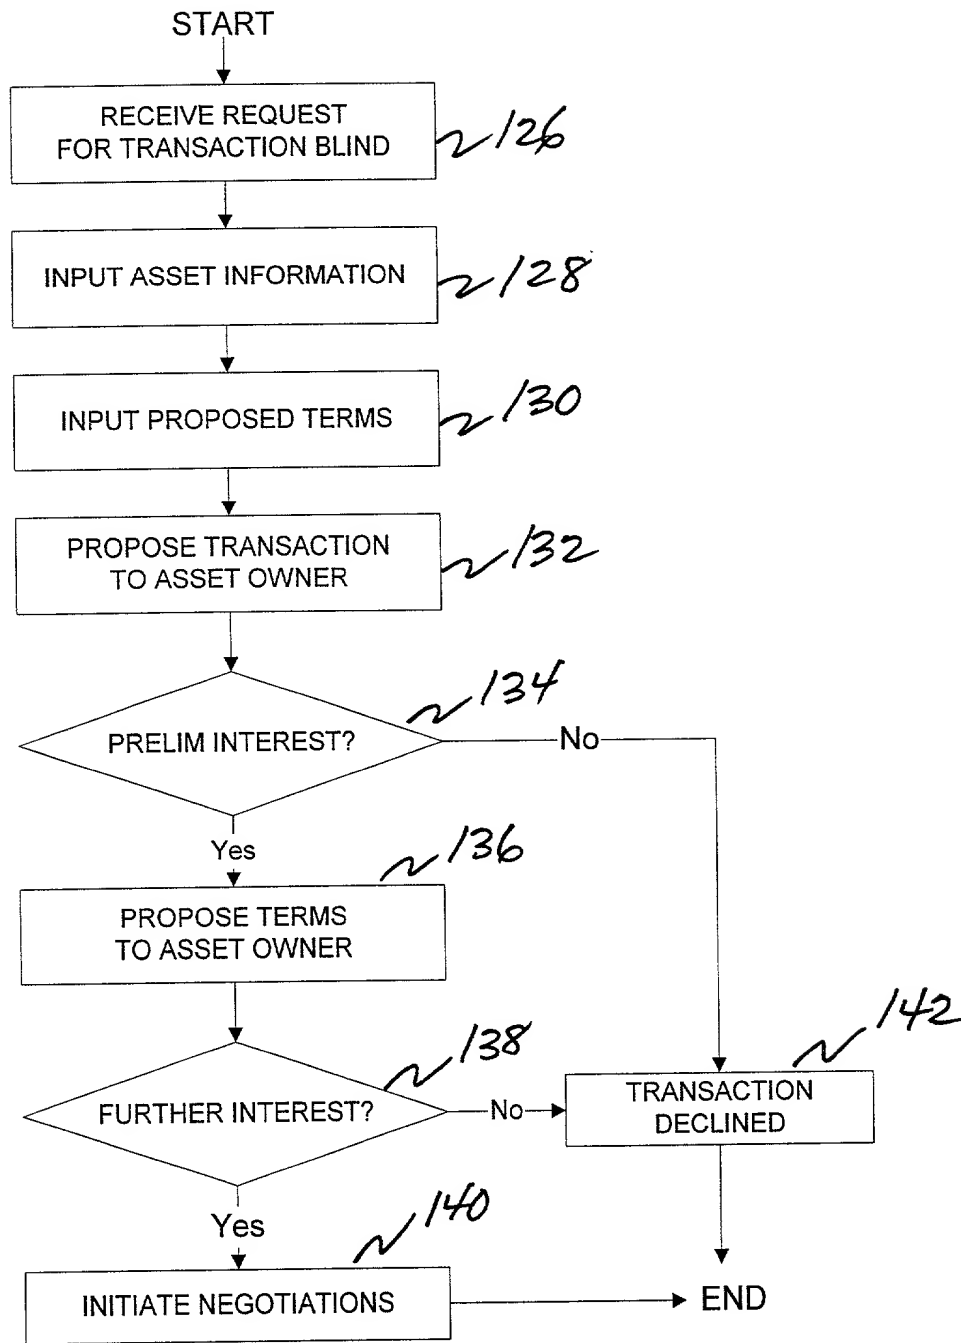 START
RECEIVE REQUEST
FOR TRANSACTION BLIND
126
INPUT ASSET INFORMATION
128
INPUT PROPOSED TERMS
130
PROPOSE TRANSACTION
TO ASSET OWNER
132
PRELIM INTEREST?
134
No
Yes
136
PROPOSE TERMS
TO ASSET OWNER
FURTHER INTEREST?
138
No
142
TRANSACTION
DECLINED
Yes
140
INITIATE NEGOTIATIONS
END